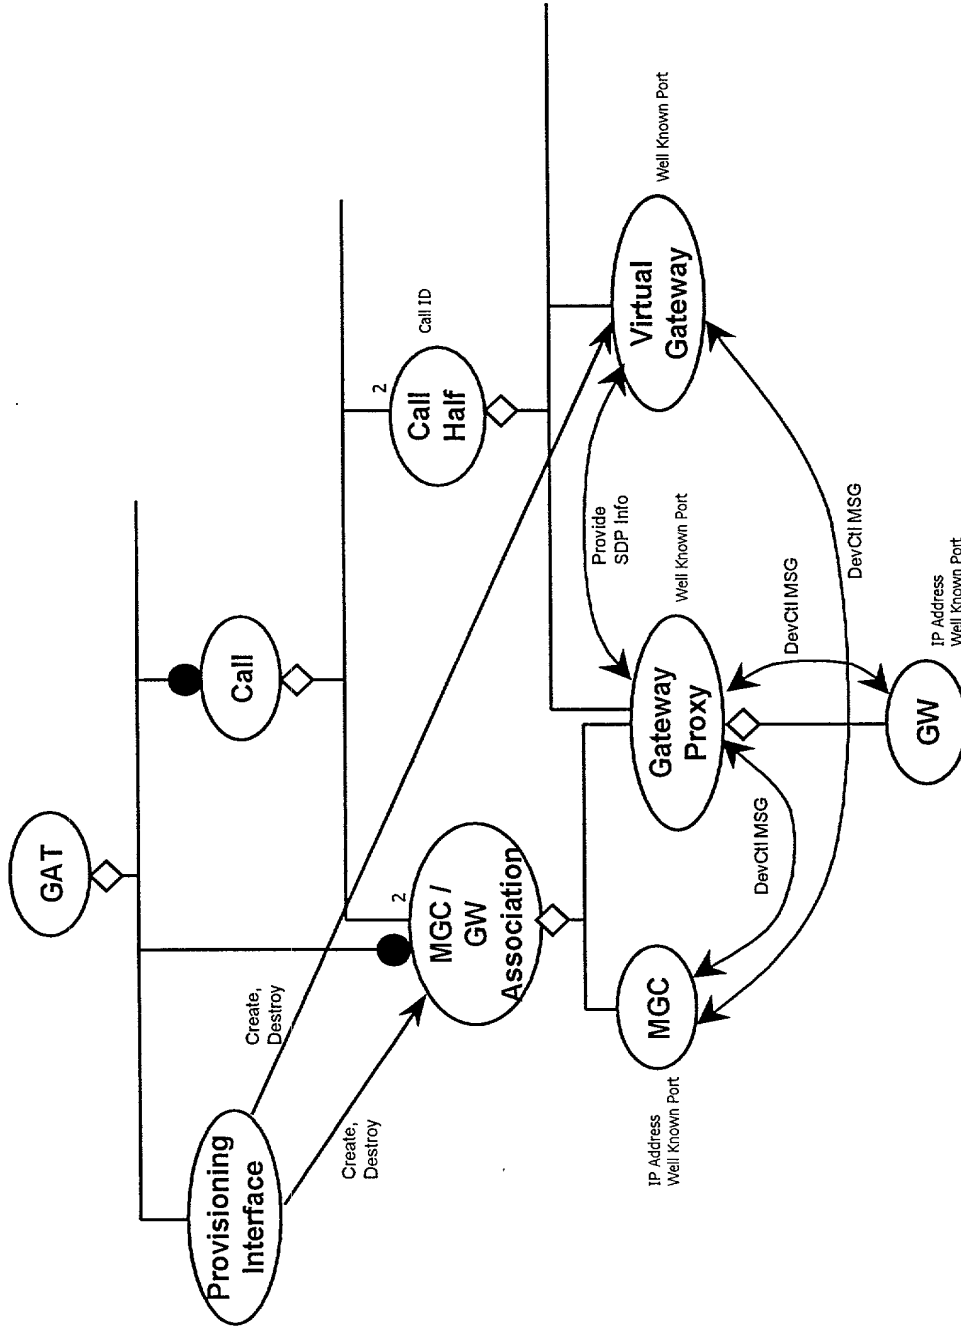 GAT
Provisioning
Interface
Call
Create,
Destroy
Create,
Destroy
2
MGC /
GW
Association
2
Call
Half
Call ID
MGC
IP Address
Well Known Port
Gateway
Proxy
Well Known Port
Provide
SDP Info
Virtual
Gateway
Well Known Port
DevCtl MSG
DevCtl MSG
DevCtl MSG
GW
IP Address
Well Known Port